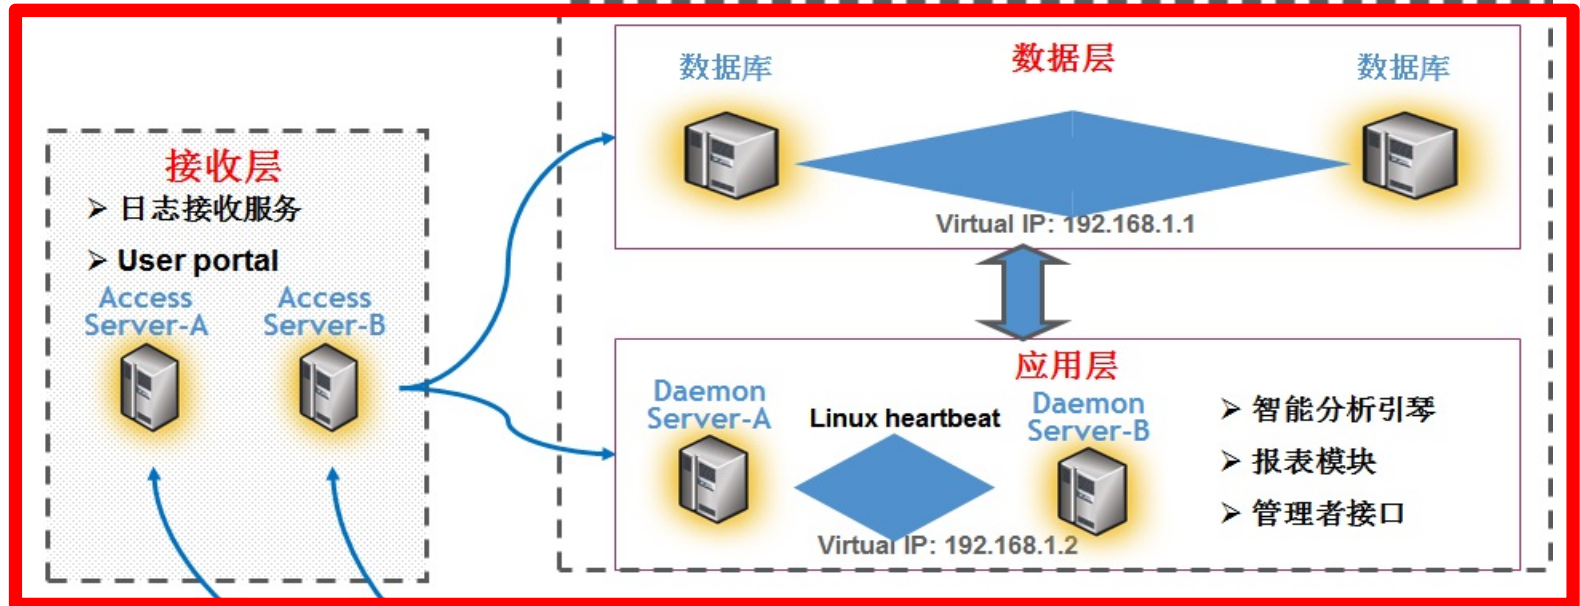 接收层
➢ 日志接收服务
➢ User portal
Access
Server-A
Access
Server-B
数据库
数据层
数据库
Virtual IP: 192.168.1.1
应用层
Daemon
Server-A
Linux heartbeat
Daemon
Server-B
Virtual IP: 192.168.1.2
➢ 智能分析引琴
➢ 报表模块
➢ 管理者接口